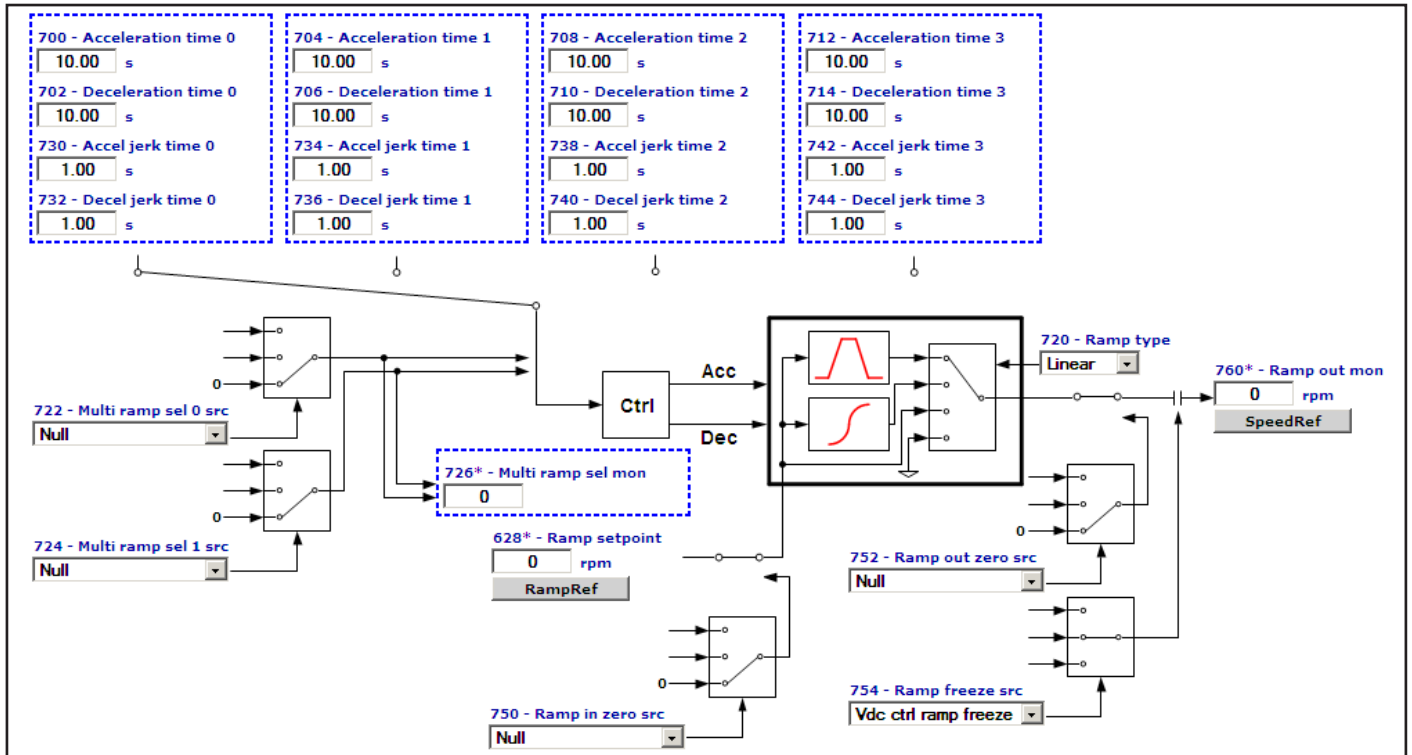 700 - Acceleration time 0
10.00 s
702 - Deceleration time 0
10.00 s
730 - Accel jerk time 0
1.00 s
732 - Decel jerk time 0
1.00 s
704 - Acceleration time 1
10.00 s
706 - Deceleration time 1
10.00 s
734 - Accel jerk time 1
1.00 s
736 - Decel jerk time 1
1.00 s
708 - Acceleration time 2
10.00 s
710 - Deceleration time 2
10.00 s
738 - Accel jerk time 2
1.00 s
740 - Decel jerk time 2
1.00 s
712 - Acceleration time 3
10.00 s
714 - Deceleration time 3
10.00 s
742 - Accel jerk time 3
1.00 s
744 - Decel jerk time 3
1.00 s
0
722 - Multi ramp sel 0 src
Null
0
724 - Multi ramp sel 1 src
Null
Ctrl
Acc
Dec
726* - Multi ramp sel mon
0
628* - Ramp setpoint
0 rpm
RampRef
0
750 - Ramp in zero src
Null
720 - Ramp type
Linear
760* - Ramp out mon
0 rpm
SpeedRef
0
752 - Ramp out zero src
Null
754 - Ramp freeze src
Vdc ctrl ramp freeze